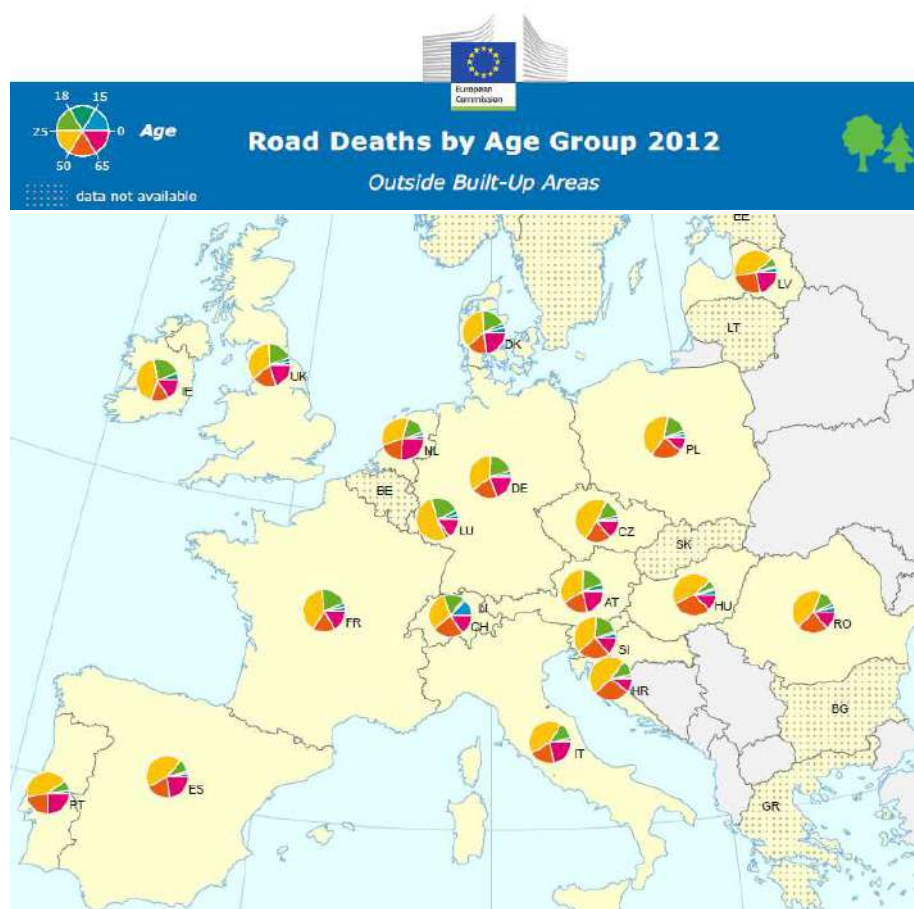 European
Commission
18 15
25 0 Age
50 65
data not available
Road Deaths by Age Group 2012
Outside Built-Up Areas
EE
LV
LT
DK
IE
UK
NL
PL
BE
DE
LU
CZ
SK
FR
LI
CH
AT
HU
RO
SI
HR
BG
IT
ES
PT
GR